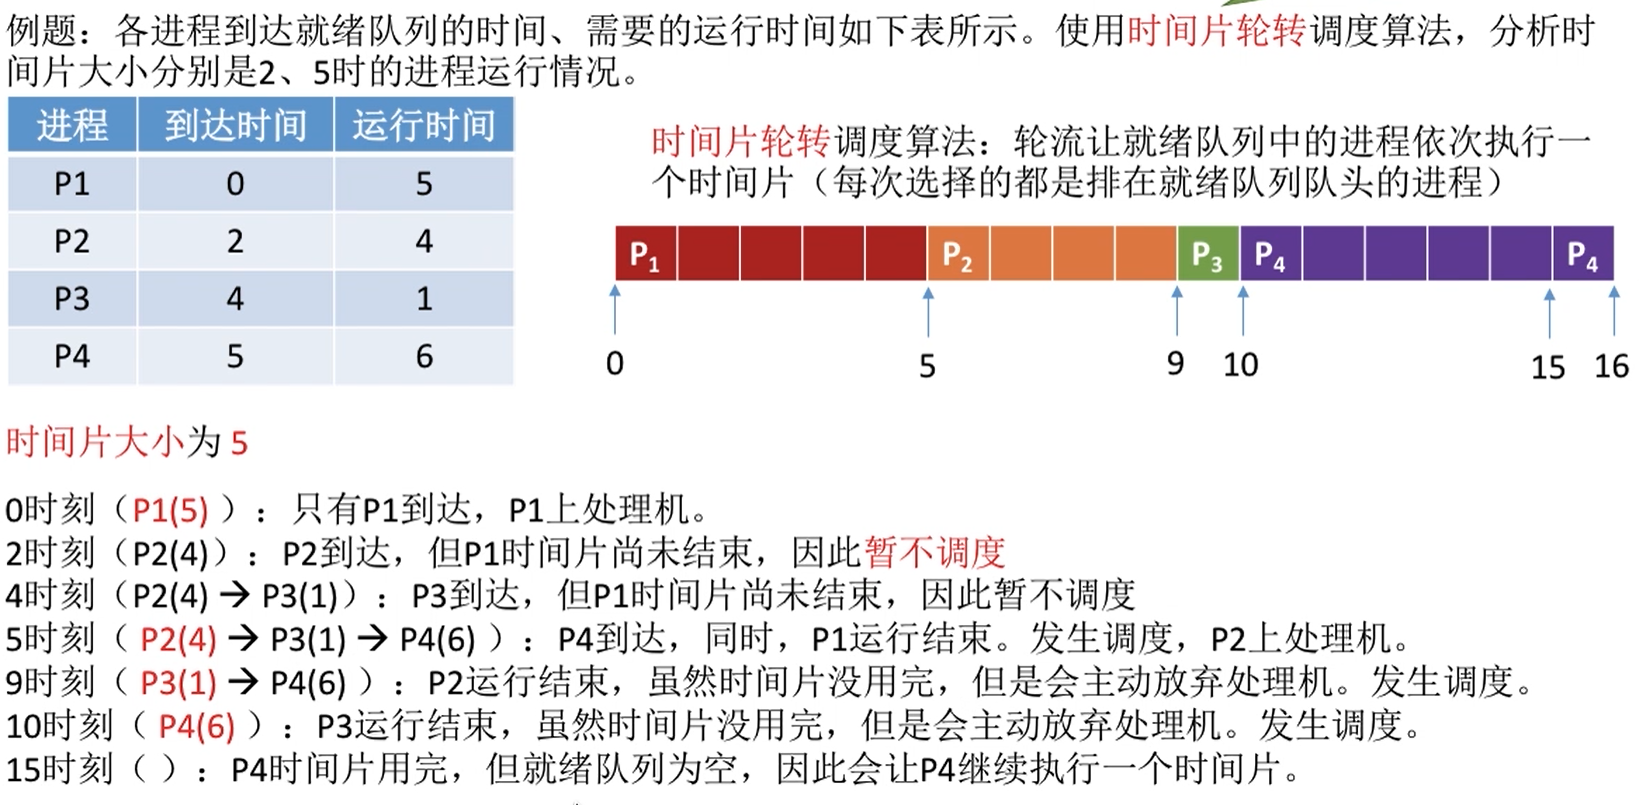 例题：各进程到达就绪队列的时间、需要的运行时间如下表所示。使用时间片轮转调度算法，分析时
间片大小分别是2、5时的进程运行情况。
进程 到达时间 运行时间
P1 0 5
P2 2 4
P3 4 1
P4 5 6
时间片轮转调度算法：轮流让就绪队列中的进程依次执行一
个时间片（每次选择的都是排在就绪队列队头的进程）
P1 P2 P3 P4 P4
0 5 9 10 15 16
时间片大小为 5
0时刻（P1(5) ）：只有P1到达，P1上处理机。
2时刻（P2(4)）：P2到达，但P1时间片尚未结束，因此暂不调度
4时刻（P2(4) → P3(1)）：P3到达，但P1时间片尚未结束，因此暂不调度
5时刻（ P2(4) → P3(1) → P4(6) ）：P4到达，同时，P1运行结束。发生调度，P2上处理机。
9时刻（ P3(1) → P4(6) ）：P2运行结束，虽然时间片没用完，但是会主动放弃处理机。发生调度。
10时刻（ P4(6) ）：P3运行结束，虽然时间片没用完，但是会主动放弃处理机。发生调度。
15时刻（ ）：P4时间片用完，但就绪队列为空，因此会让P4继续执行一个时间片。